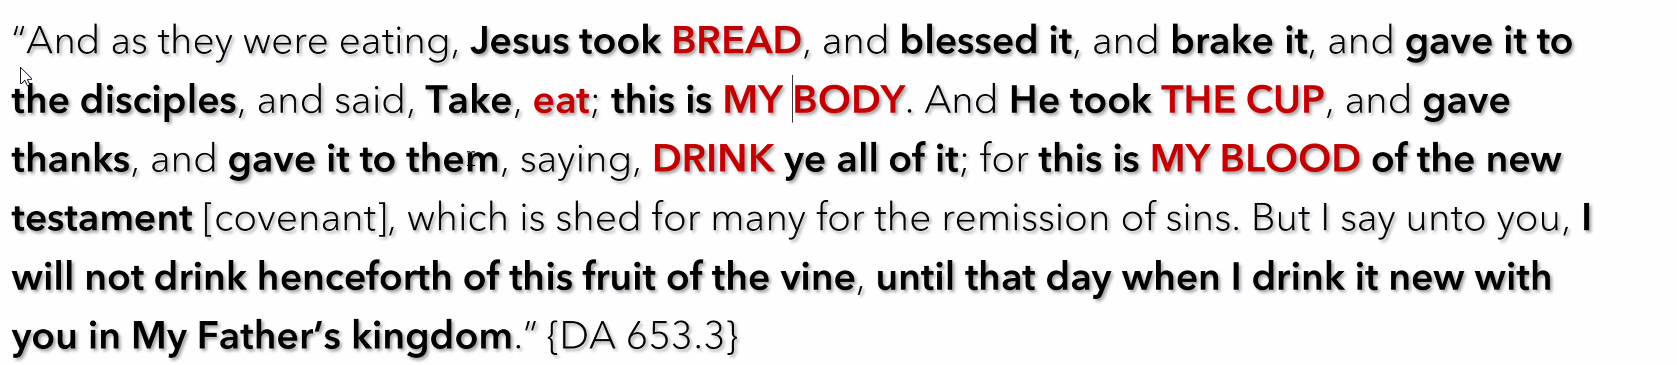 “And as they were eating, Jesus took BREAD, and blessed it, and brake it, and gave it to
the disciples, and said, Take, eat; this is MY BODY. And He took THE CUP, and gave
thanks, and gave it to them, saying, DRINK ye all of it; for this is MY BLOOD of the new
testament [covenant], which is shed for many for the remission of sins. But I say unto you, I
will not drink henceforth of this fruit of the vine, until that day when I drink it new with
you in My Father’s kingdom.” {DA 653.3}